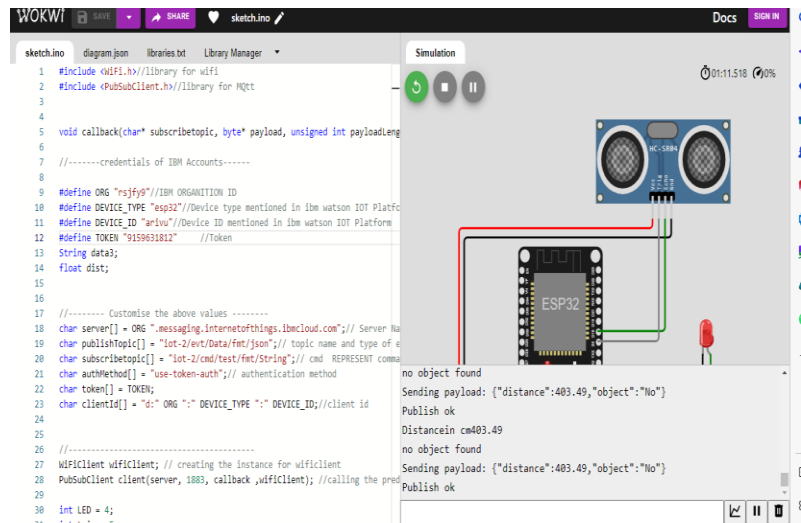 WOKWi SAVE SHARE sketch.ino Docs SIGN IN
sketch.ino diagram.json libraries.txt Library Manager Simulation
1 #include <WiFi.h>//library for wifi
2 #include <PubSubClient.h>//library for MQtt
3
4
5 void callback(char* subscribetopic, byte* payload, unsigned int payloadLeng
6
7 //-------credentials of IBM Accounts------
8
9 #define ORG "rsjfy9"//IBM ORGANITION ID
10 #define DEVICE_TYPE "esp32"//Device type mentioned in ibm watson IOT Platfo
11 #define DEVICE_ID "arivu"//Device ID mentioned in ibm watson IOT Platform
12 #define TOKEN "9159631812" //Token
13 String data3;
14 float dist;
15
16
17 //-------- Customise the above values --------
18 char server[] = ORG ".messaging.internetofthings.ibmcloud.com";// Server Na
19 char publishTopic[] = "iot-2/evt/Data/fmt/json";// topic name and type of e
20 char subscribetopic[] = "iot-2/cmd/test/fmt/String";// cmd REPRESENT comma
21 char authMethod[] = "use-token-auth";// authentication method
22 char token[] = TOKEN;
23 char clientId[] = "d:" ORG ":" DEVICE_TYPE ":" DEVICE_ID;//client id
24
25
26 //-----------------------------------------
27 WiFiClient wifiClient; // creating the instance for wificlient
28 PubSubClient client(server, 1883, callback ,wifiClient); //calling the pred
29
30 int LED = 4;
01:11.518 0%
HC-SR04
Vcc Trig Echo Gnd
ESP32
no object found
Sending payload: {"distance":403.49,"object":"No"}
Publish ok
Distancein cm403.49
no object found
Sending payload: {"distance":403.49,"object":"No"}
Publish ok